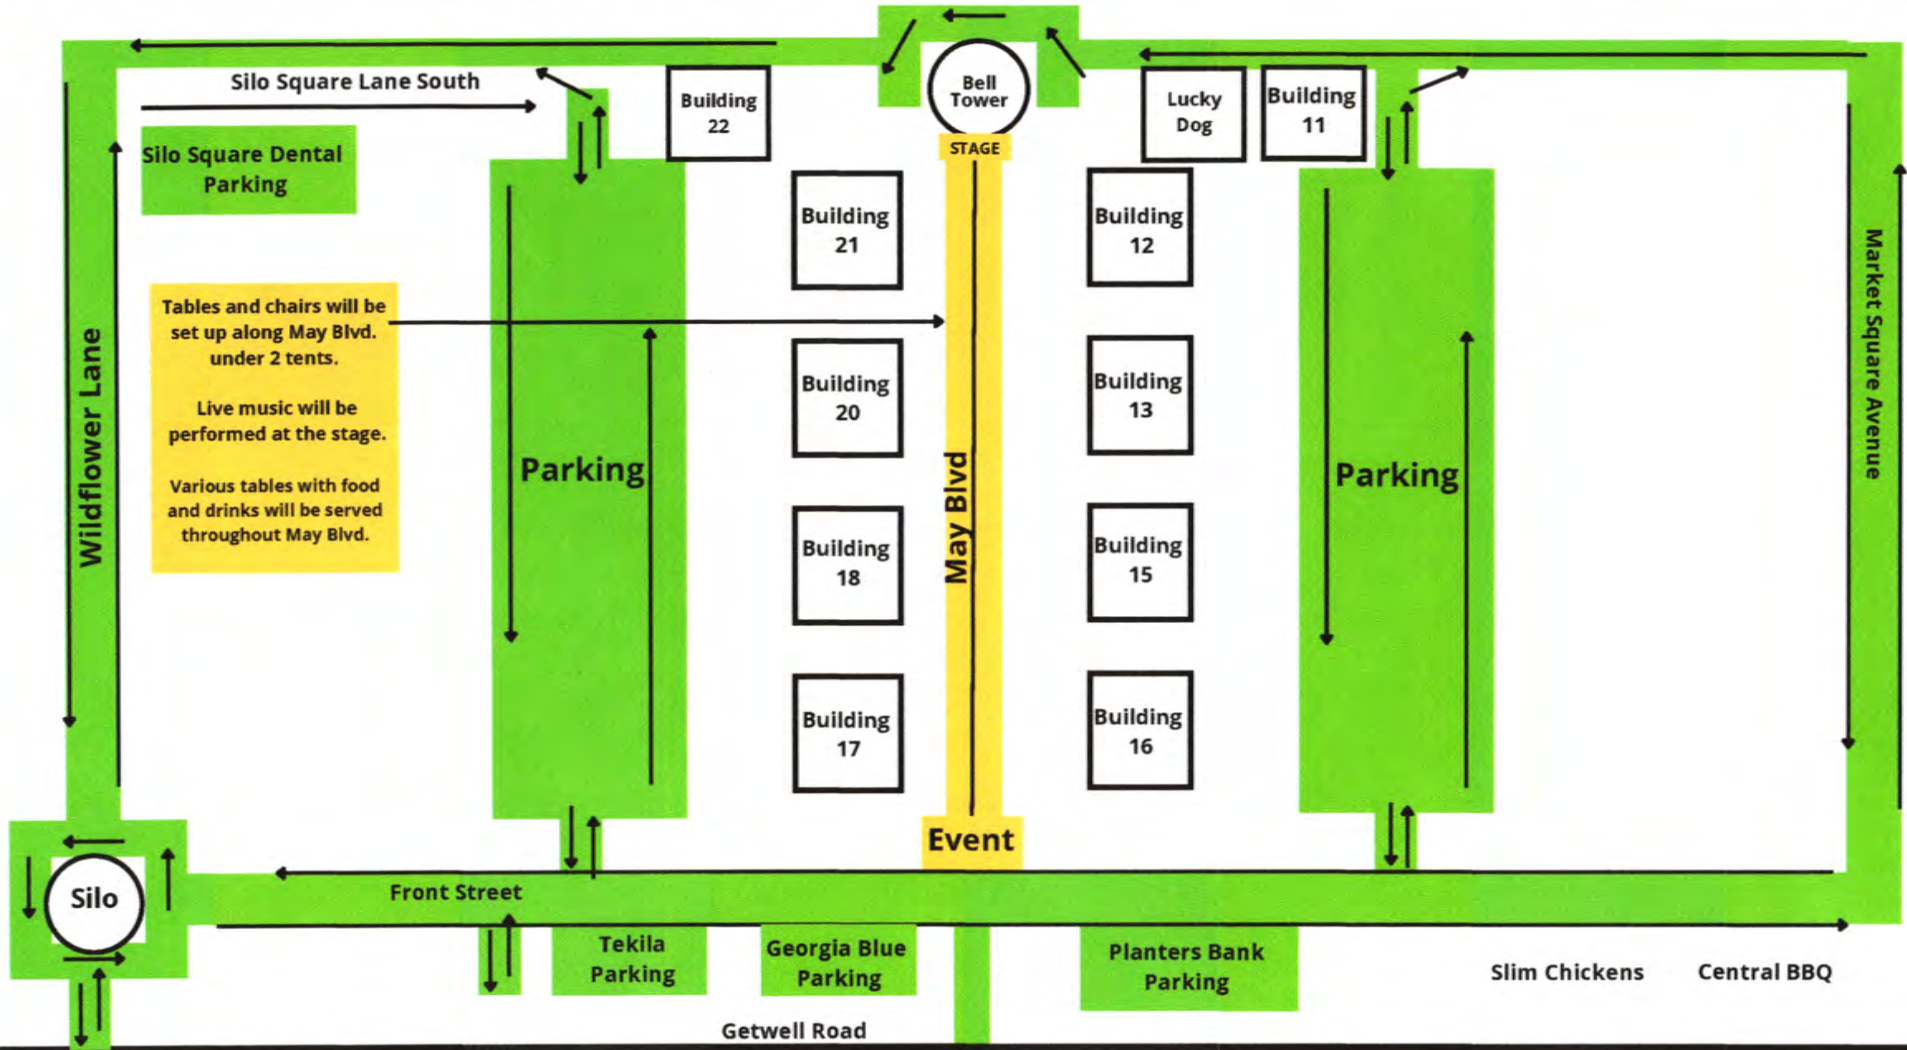 Silo Square Lane South
Building
22
Bell
Tower
Lucky
Dog
Building
11
STAGE
Silo Square Dental
Parking
Building
21
Building
12
Market Square Avenue
Tables and chairs will be
set up along May Blvd.
under 2 tents.
Live music will be
performed at the stage.
Various tables with food
and drinks will be served
throughout May Blvd.
Wildflower Lane
Building
20
Building
13
Parking
May Blvd
Parking
Building
18
Building
15
Building
17
Building
16
Event
Silo
Front Street
Tekila
Parking
Georgia Blue
Parking
Planters Bank
Parking
Slim Chickens
Central BBQ
Getwell Road